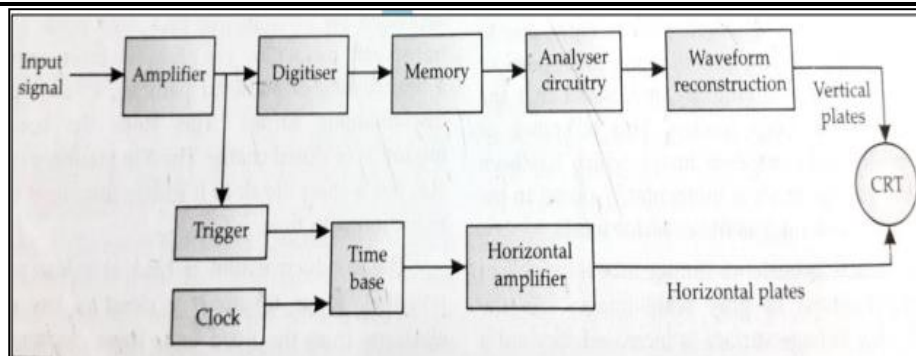 Input
signal
Amplifier
Digitiser
Memory
Analyser
circuitry
Waveform
reconstruction
Vertical
plates
CRT
Trigger
Time
base
Horizontal
amplifier
Horizontal plates
Clock